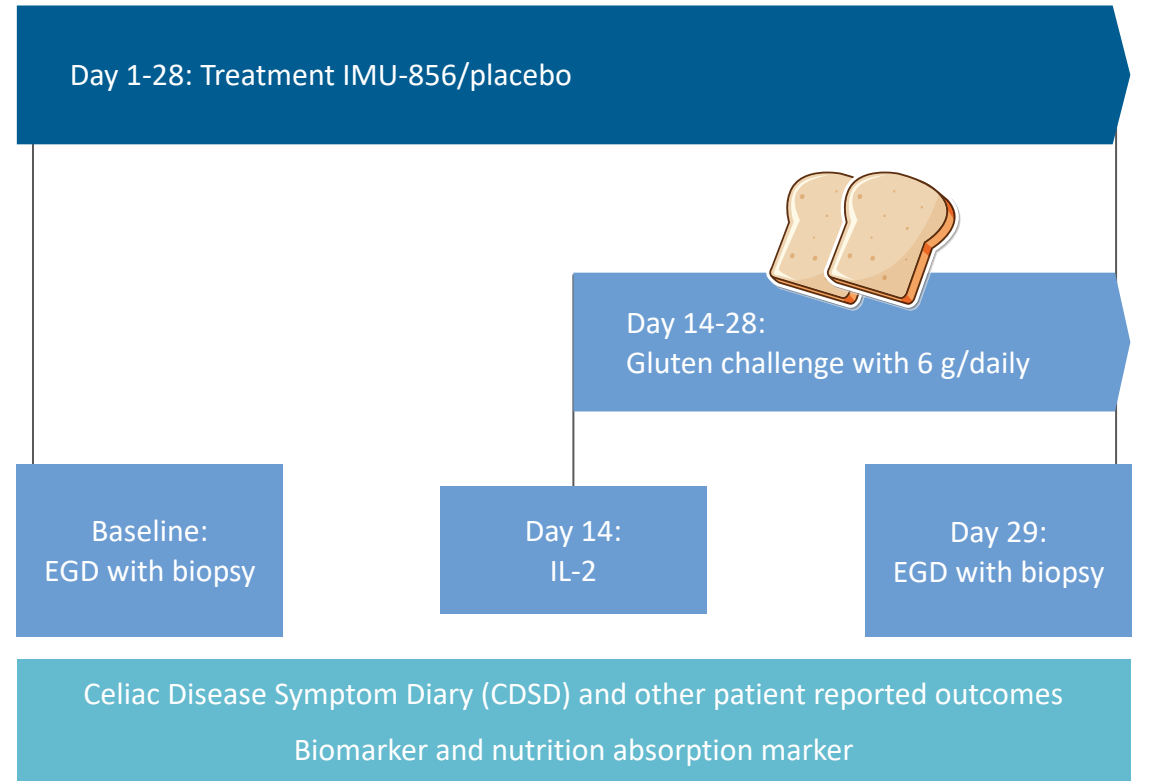 Day 1-28: Treatment IMU-856/placebo
Day 14-28:
Gluten challenge with 6 g/daily
Baseline:
EGD with biopsy
Day 14:
IL-2
Day 29:
EGD with biopsy
Celiac Disease Symptom Diary (CDSD) and other patient reported outcomes
Biomarker and nutrition absorption marker